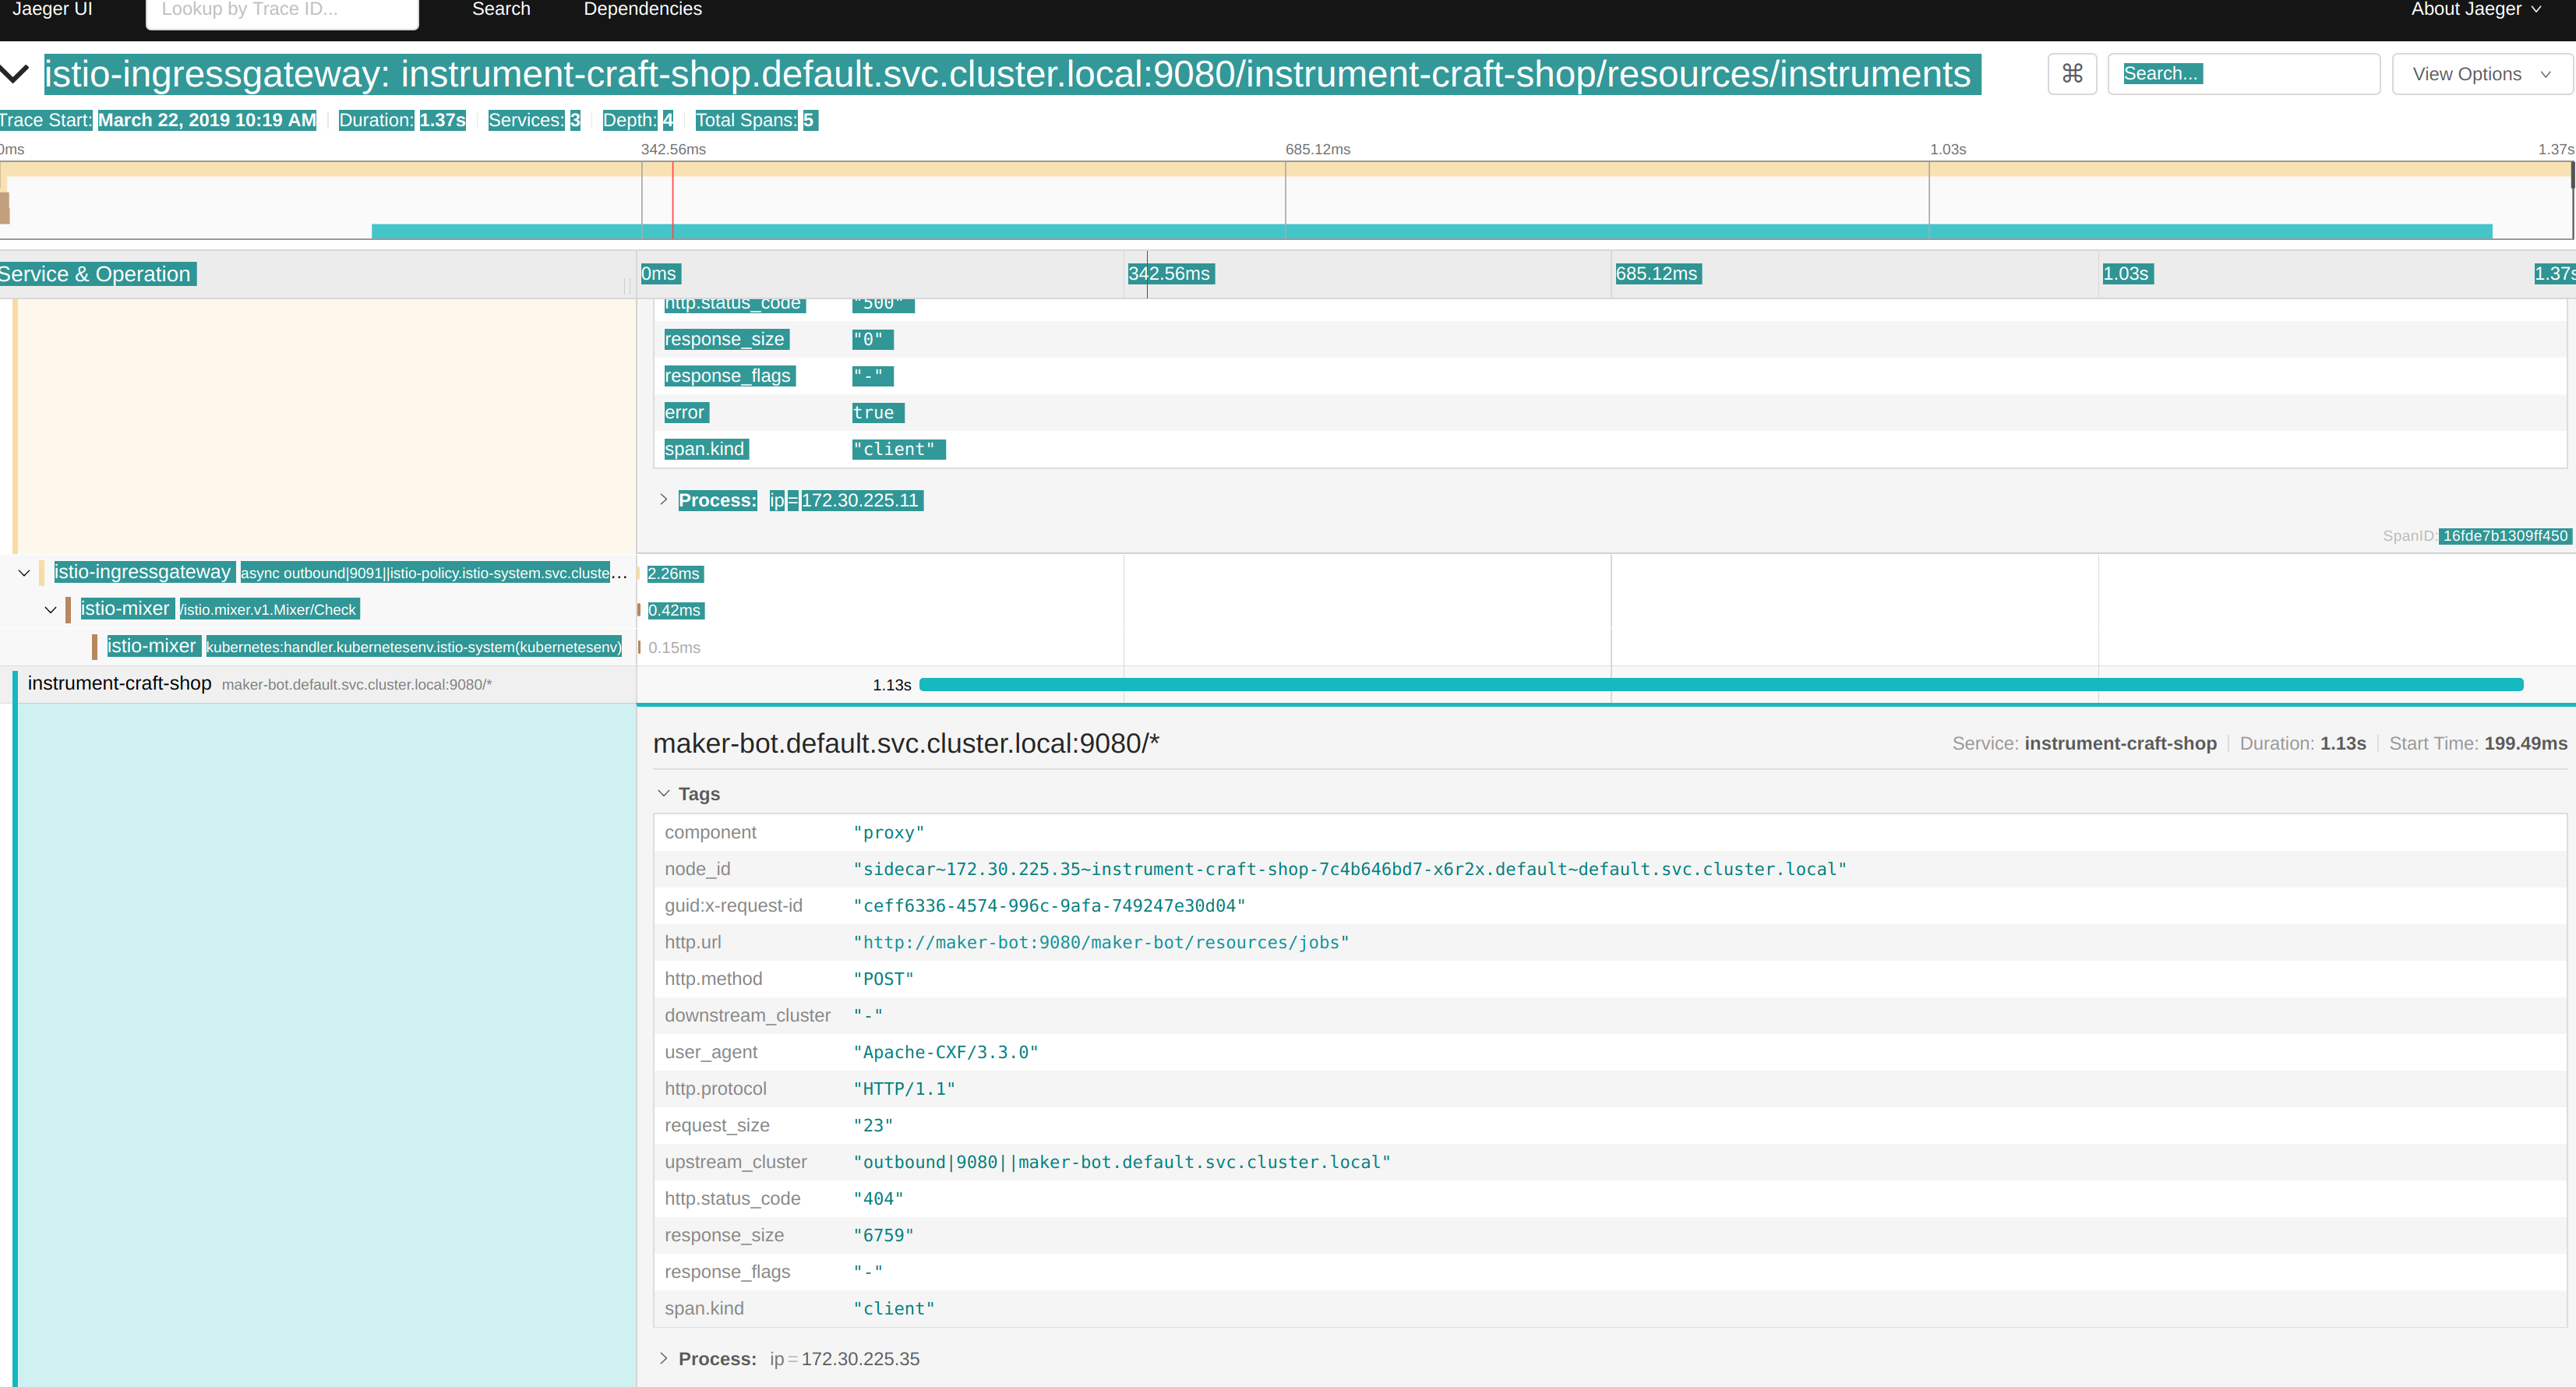 Jaeger UI Lookup by Trace ID... Search Dependencies About Jaeger
istio-ingressgateway: instrument-craft-shop.default.svc.cluster.local:9080/instrument-craft-shop/resources/instruments ⌘ Search... View Options
Trace Start: March 22, 2019 10:19 AM Duration: 1.37s Services: 3 Depth: 4 Total Spans: 5
0ms 342.56ms 685.12ms 1.03s 1.37s
Service & Operation 0ms 342.56ms 685.12ms 1.03s 1.37s
http.status_code "500"
response_size "0"
response_flags "-"
error true
span.kind "client"
Process: ip = 172.30.225.11
SpanID: 16fde7b1309ff450
istio-ingressgateway async outbound|9091||istio-policy.istio-system.svc.cluste... 2.26ms
istio-mixer /istio.mixer.v1.Mixer/Check 0.42ms
istio-mixer kubernetes:handler.kubernetesenv.istio-system(kubernetesenv) 0.15ms
instrument-craft-shop maker-bot.default.svc.cluster.local:9080/* 1.13s
maker-bot.default.svc.cluster.local:9080/* Service: instrument-craft-shop Duration: 1.13s Start Time: 199.49ms
Tags
component "proxy"
node_id "sidecar~172.30.225.35~instrument-craft-shop-7c4b646bd7-x6r2x.default~default.svc.cluster.local"
guid:x-request-id "ceff6336-4574-996c-9afa-749247e30d04"
http.url "http://maker-bot:9080/maker-bot/resources/jobs"
http.method "POST"
downstream_cluster "-"
user_agent "Apache-CXF/3.3.0"
http.protocol "HTTP/1.1"
request_size "23"
upstream_cluster "outbound|9080||maker-bot.default.svc.cluster.local"
http.status_code "404"
response_size "6759"
response_flags "-"
span.kind "client"
Process: ip = 172.30.225.35